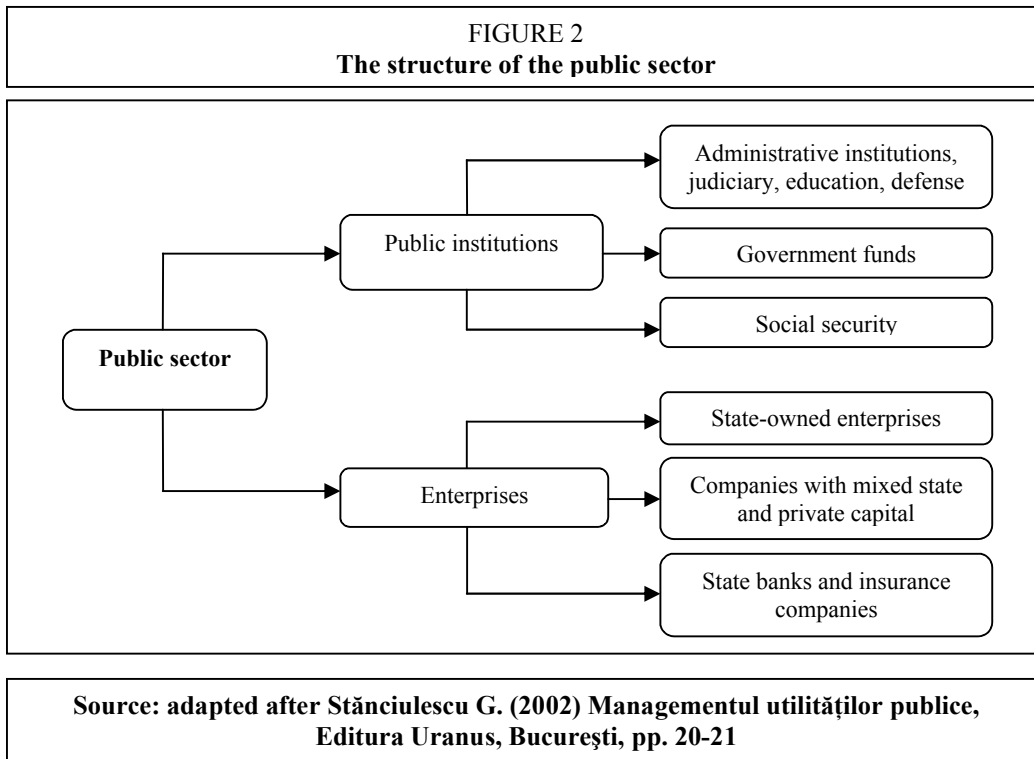 FIGURE 2
The structure of the public sector
Administrative institutions,
judiciary, education, defense
Public institutions
Government funds
Social security
Public sector
State-owned enterprises
Enterprises
Companies with mixed state
and private capital
State banks and insurance
companies
Source: adapted after Stănciulescu G. (2002) Managementul utilităților publice,
Editura Uranus, Bucureşti, pp. 20-21